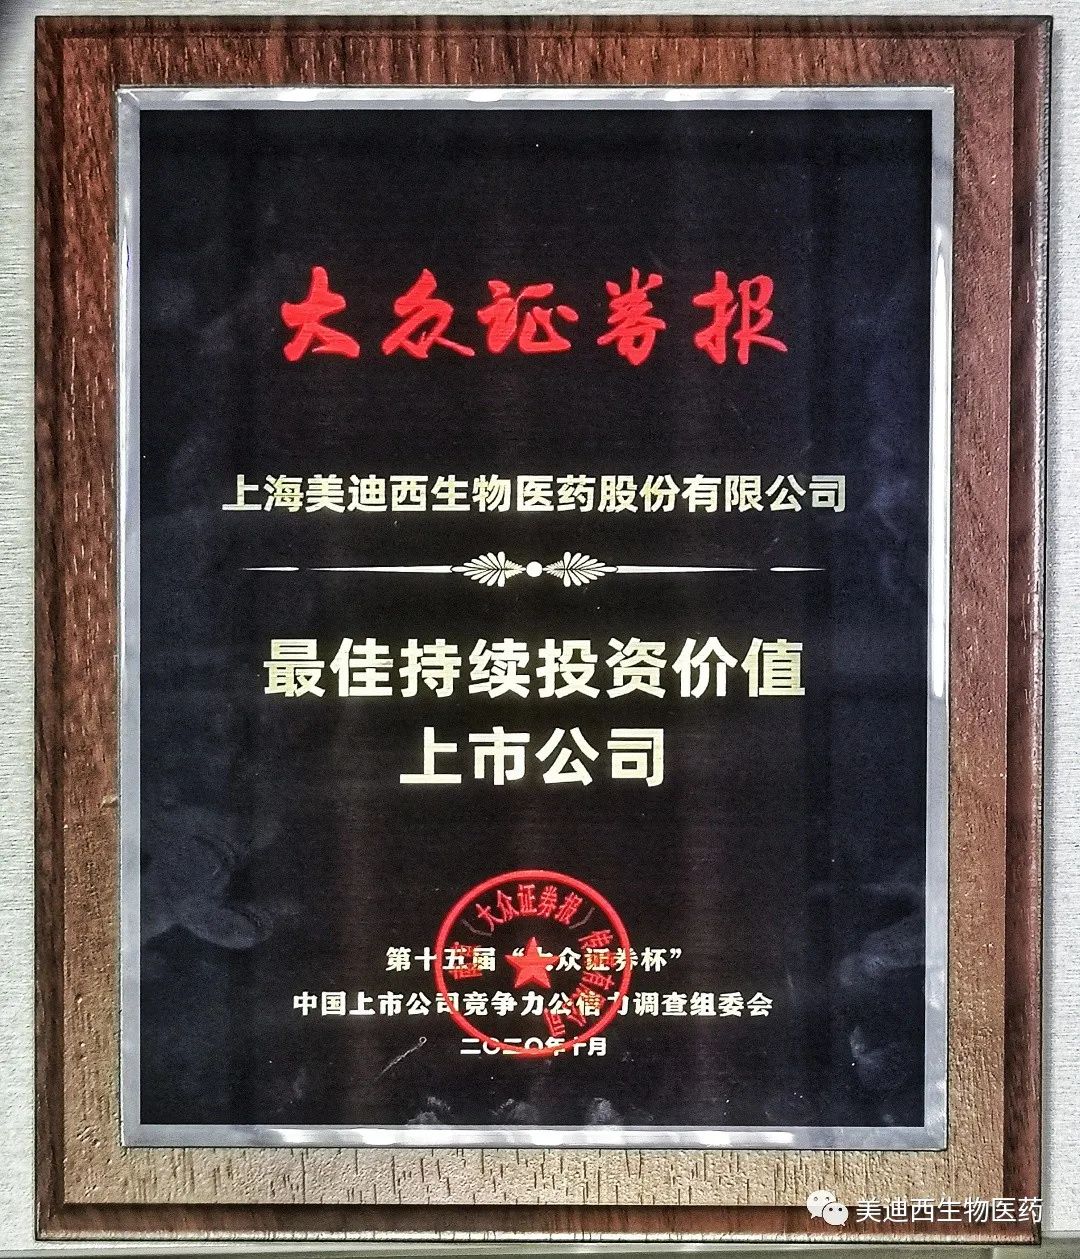 大众证券报
上海美迪西生物医药股份有限公司
最佳持续投资价值
上市公司
第十五届“大众证券杯”
中国上市公司竞争力公信力调查组委会
二〇二〇年十月
《大众证券报》
美迪西生物医药